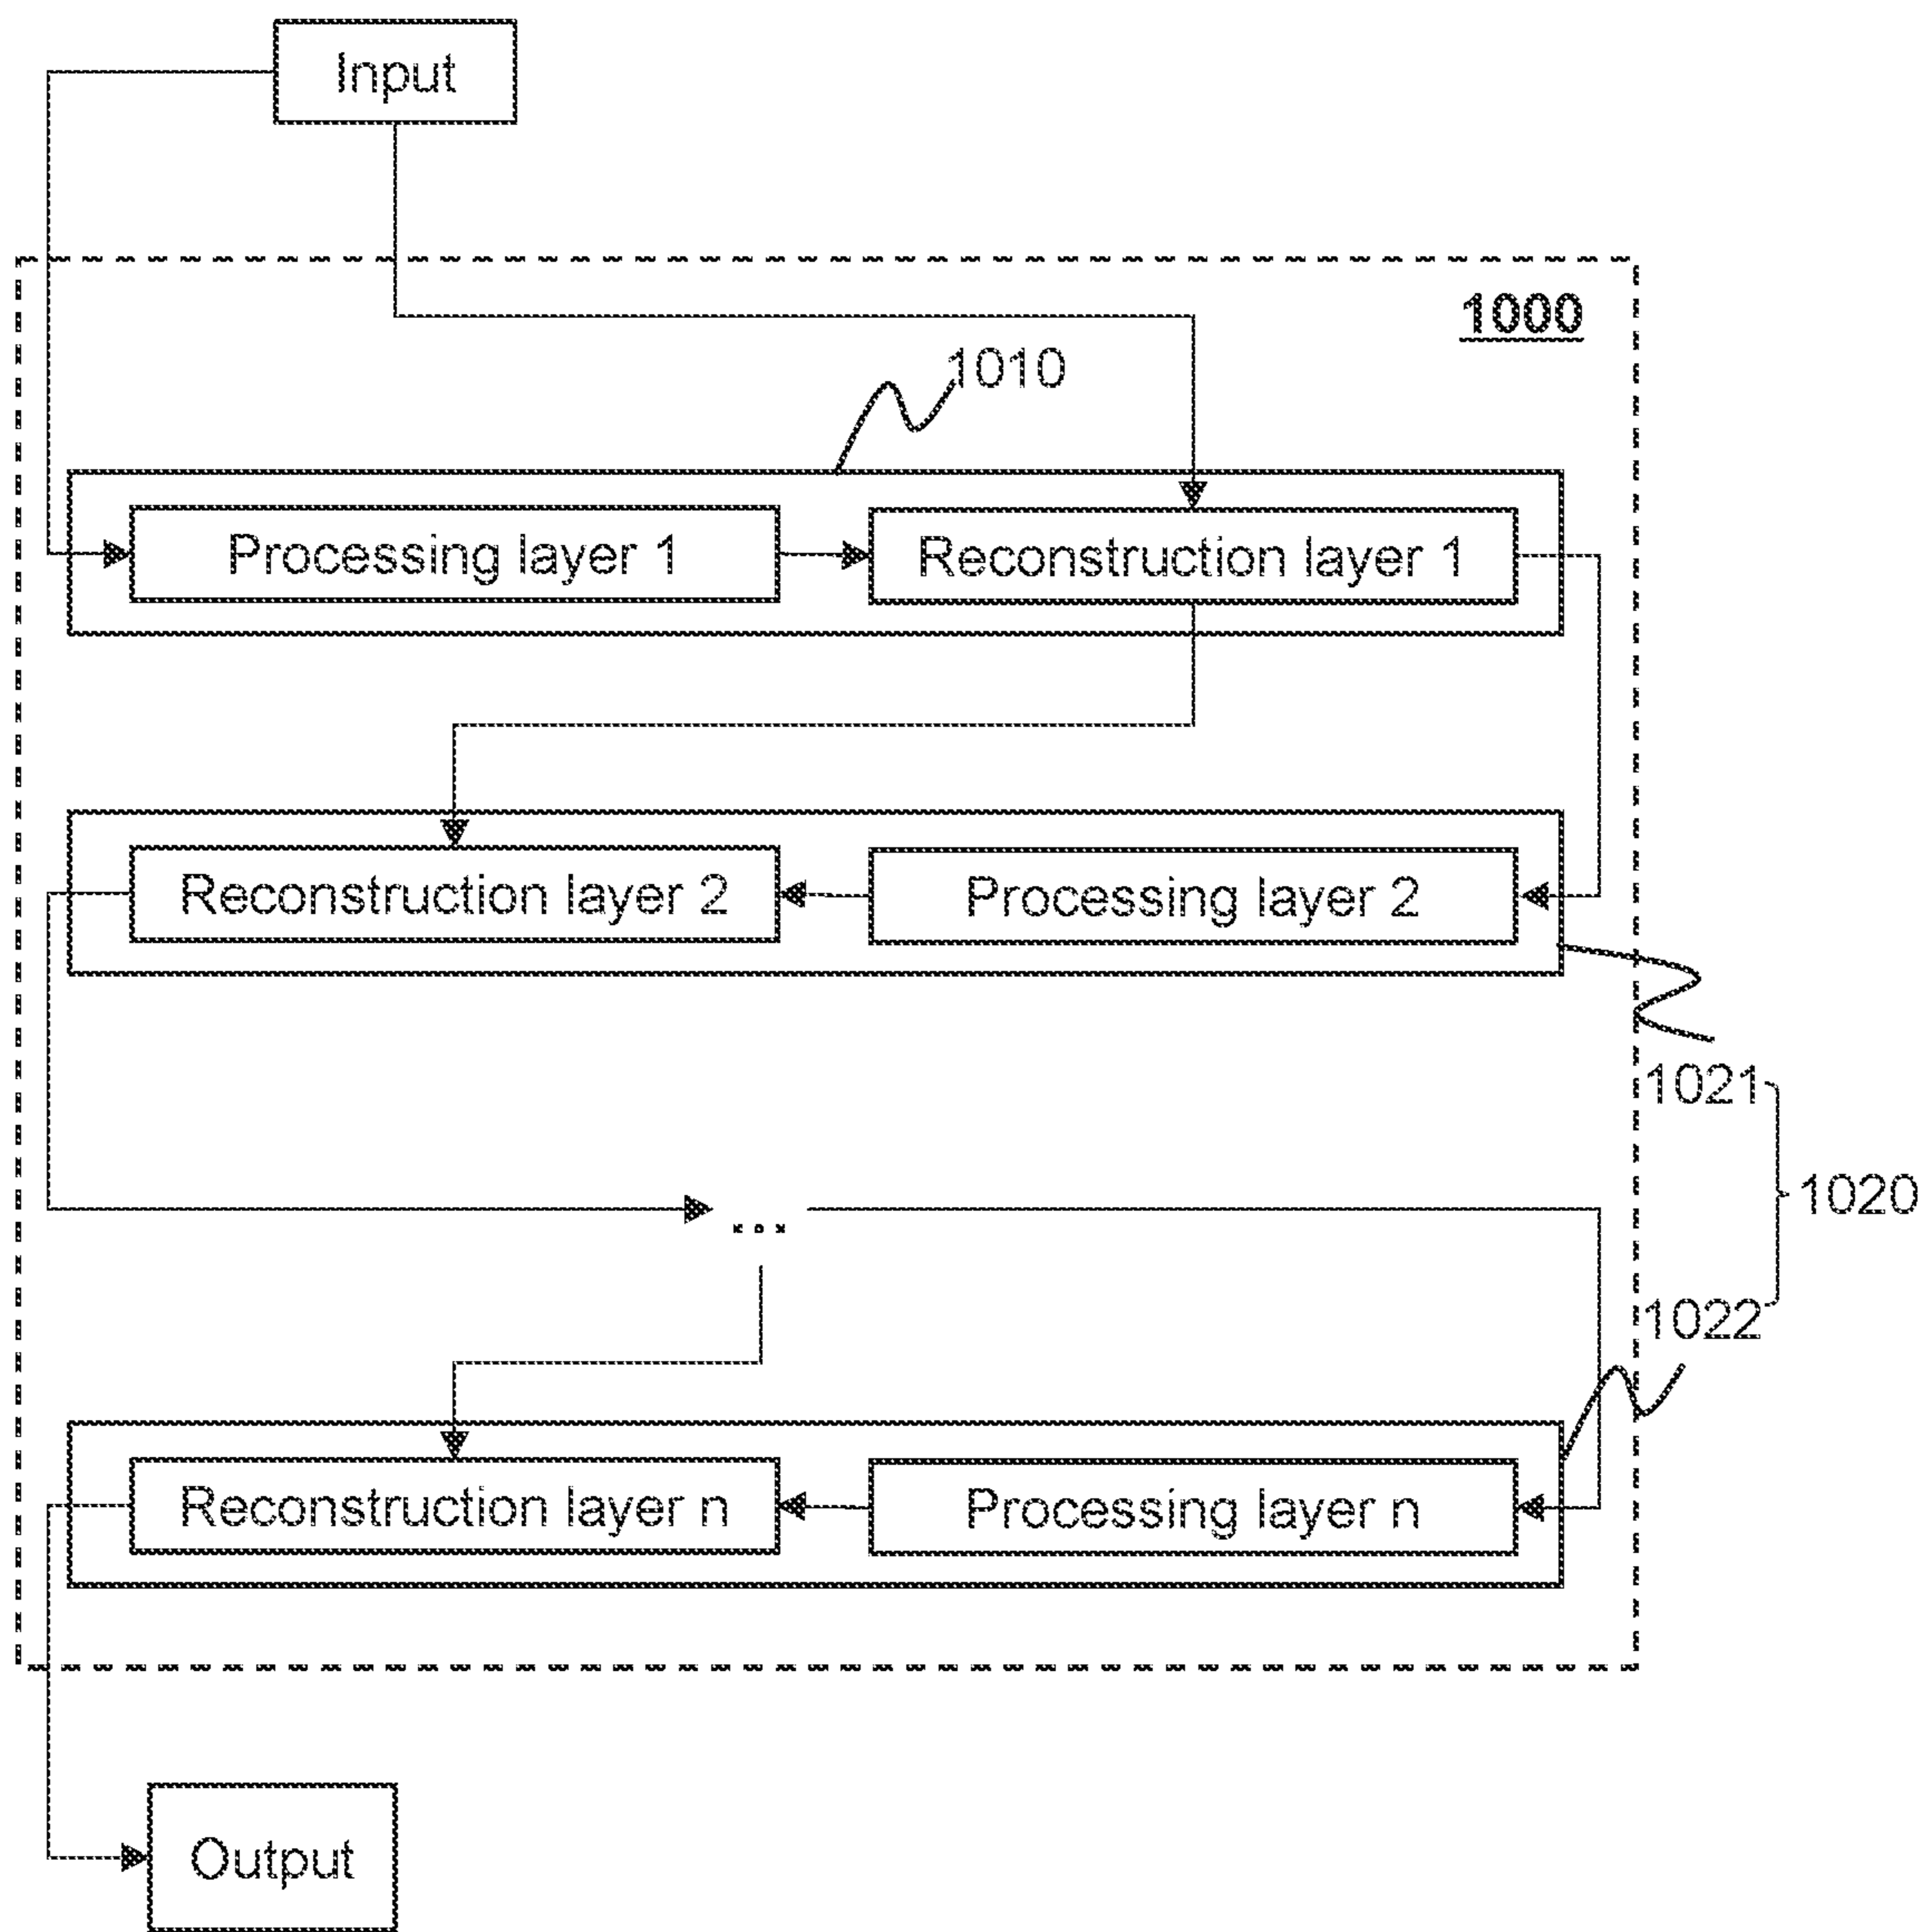 Input
1000
1010
Processing layer 1
Reconstruction layer 1
Reconstruction layer 2
Processing layer 2
1021
1020
...
1022
Reconstruction layer n
Processing layer n
Output